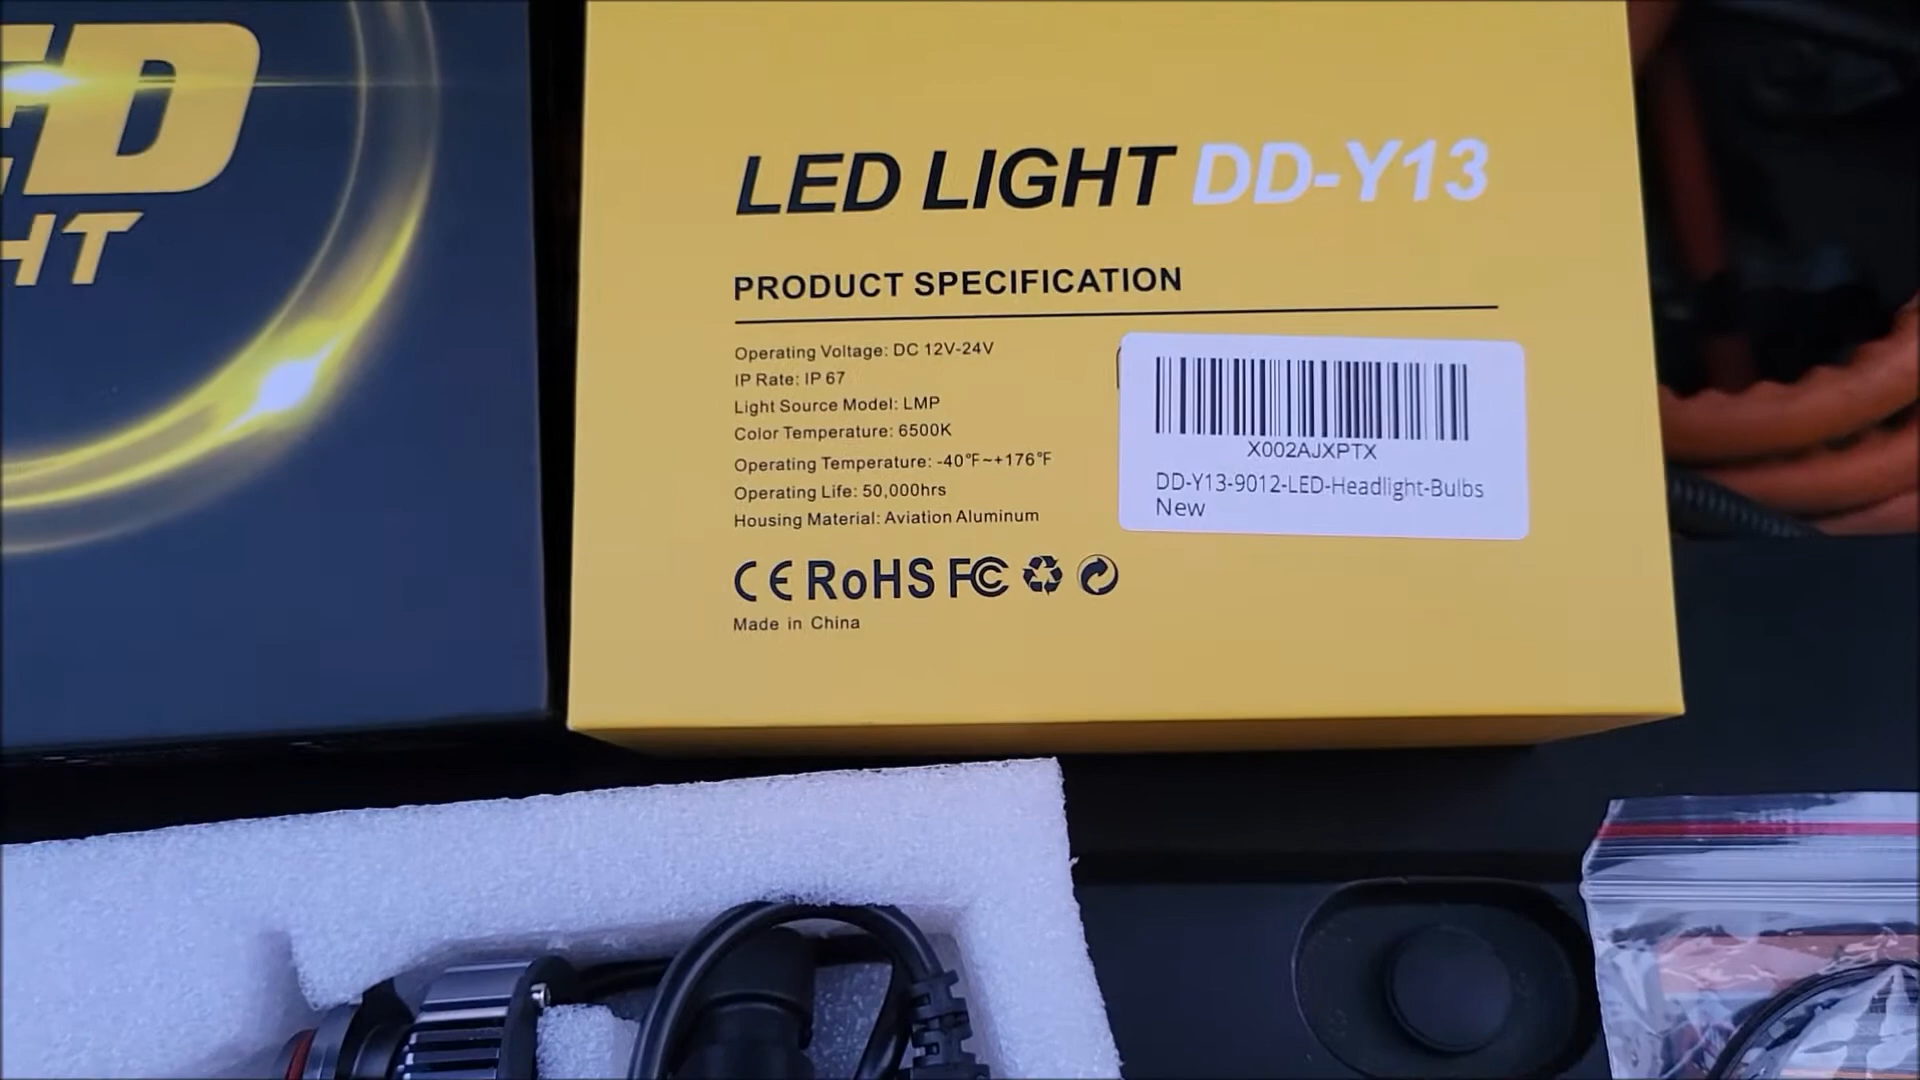 ED
HT
LED LIGHT DD-Y13
PRODUCT SPECIFICATION
Operating Voltage: DC 12V-24V
IP Rate: IP 67
Light Source Model: LMP
Color Temperature: 6500K
Operating Temperature: -40°F~+176°F
Operating Life: 50,000hrs
Housing Material: Aviation Aluminum
CE RoHS FC
Made in China
X002AJXPTX
DD-Y13-9012-LED-Headlight-Bulbs
New